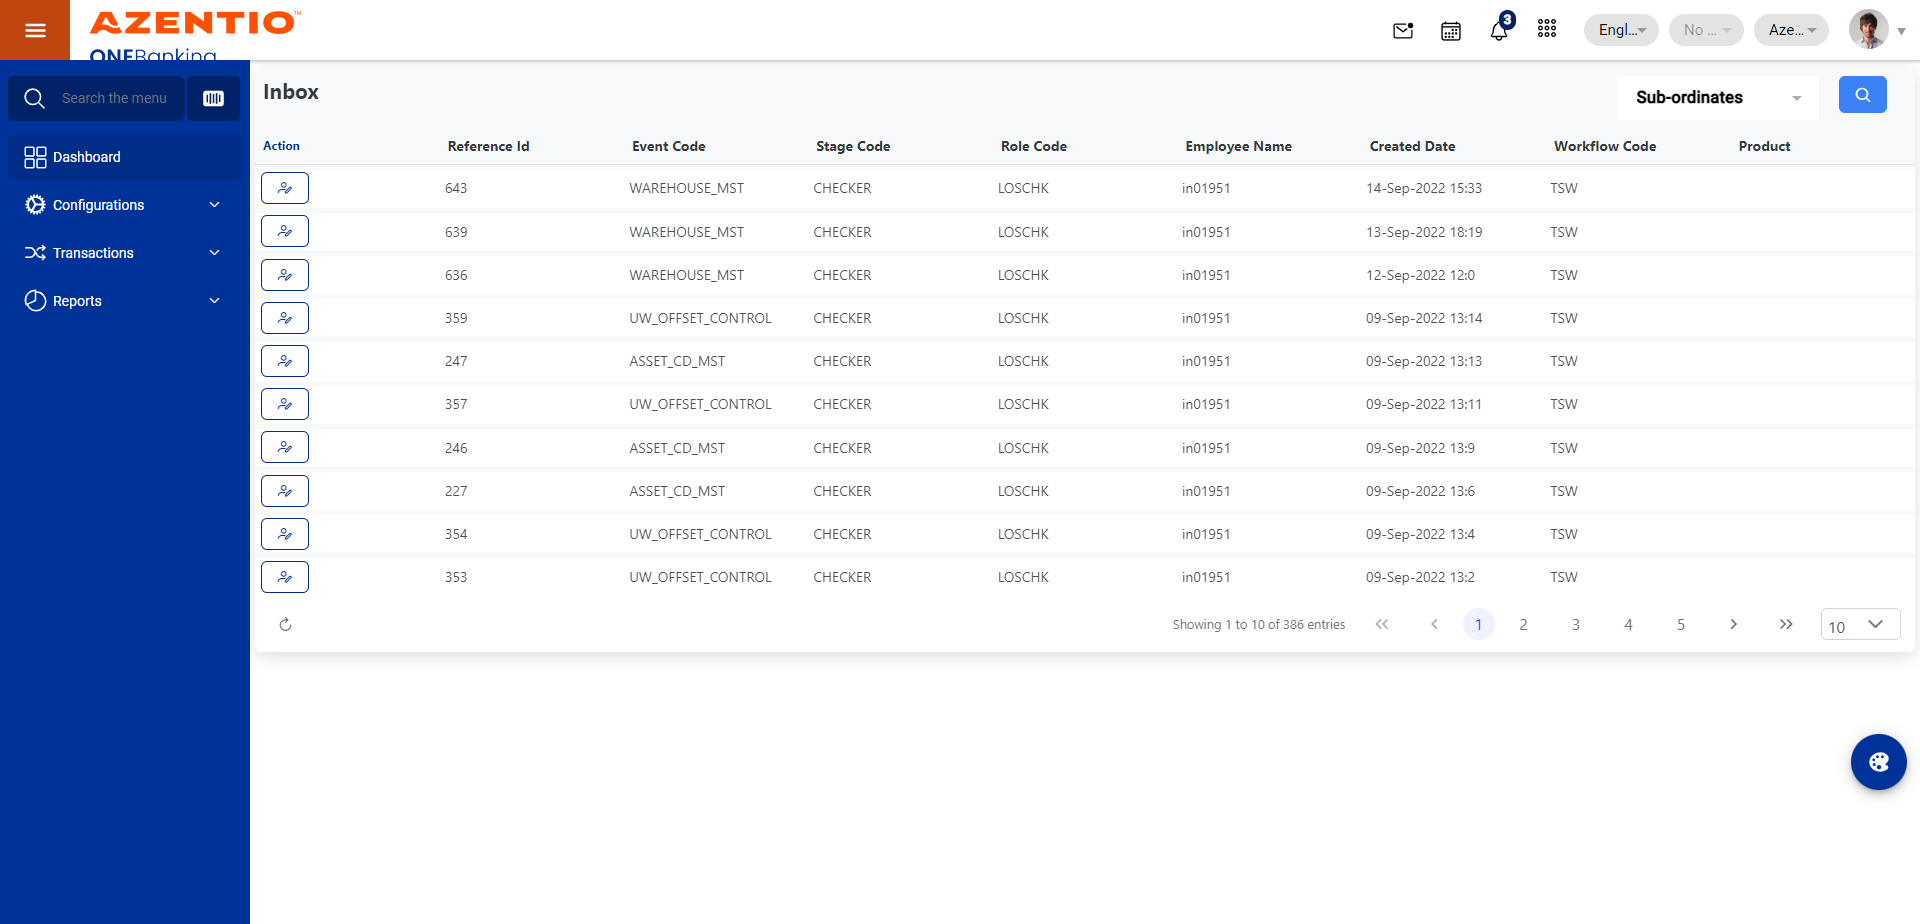 AZENTIO™
ONEBanking
3
Engl...
No ...
Aze...
Search the menu
Dashboard
Configurations
Transactions
Reports
Inbox
Sub-ordinates
Action Reference Id Event Code Stage Code Role Code Employee Name Created Date Workflow Code Product
643 WAREHOUSE_MST CHECKER LOSCHK in01951 14-Sep-2022 15:33 TSW
639 WAREHOUSE_MST CHECKER LOSCHK in01951 13-Sep-2022 18:19 TSW
636 WAREHOUSE_MST CHECKER LOSCHK in01951 12-Sep-2022 12:0 TSW
359 UW_OFFSET_CONTROL CHECKER LOSCHK in01951 09-Sep-2022 13:14 TSW
247 ASSET_CD_MST CHECKER LOSCHK in01951 09-Sep-2022 13:13 TSW
357 UW_OFFSET_CONTROL CHECKER LOSCHK in01951 09-Sep-2022 13:11 TSW
246 ASSET_CD_MST CHECKER LOSCHK in01951 09-Sep-2022 13:9 TSW
227 ASSET_CD_MST CHECKER LOSCHK in01951 09-Sep-2022 13:6 TSW
354 UW_OFFSET_CONTROL CHECKER LOSCHK in01951 09-Sep-2022 13:4 TSW
353 UW_OFFSET_CONTROL CHECKER LOSCHK in01951 09-Sep-2022 13:2 TSW
Showing 1 to 10 of 386 entries 1 2 3 4 5 10